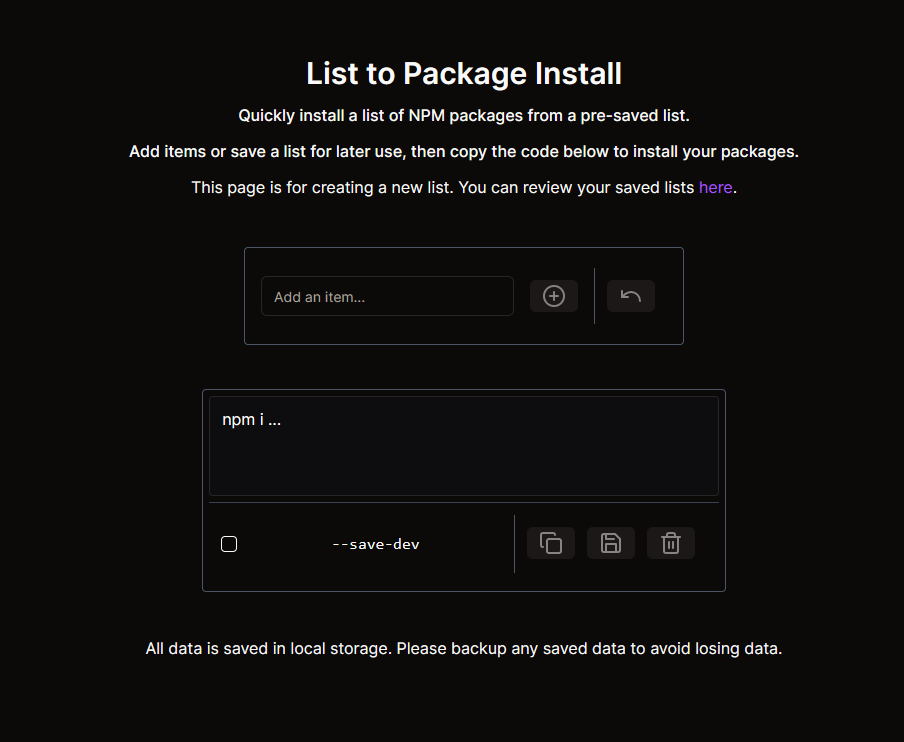 List to Package Install
Quickly install a list of NPM packages from a pre-saved list.
Add items or save a list for later use, then copy the code below to install your packages.
This page is for creating a new list. You can review your saved lists here.
Add an item...
npm i ...
--save-dev
All data is saved in local storage. Please backup any saved data to avoid losing data.